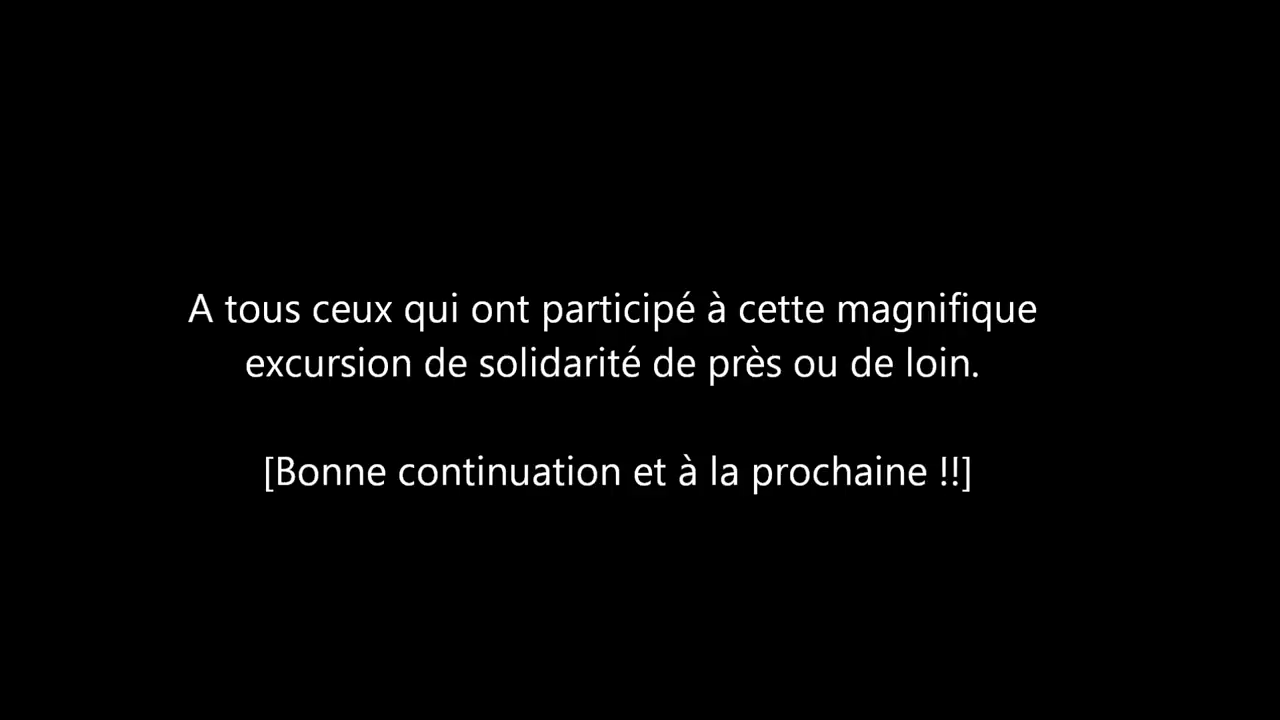 A tous ceux qui ont participé à cette magnifique
excursion de solidarité de près ou de loin.
[Bonne continuation et à la prochaine !!]